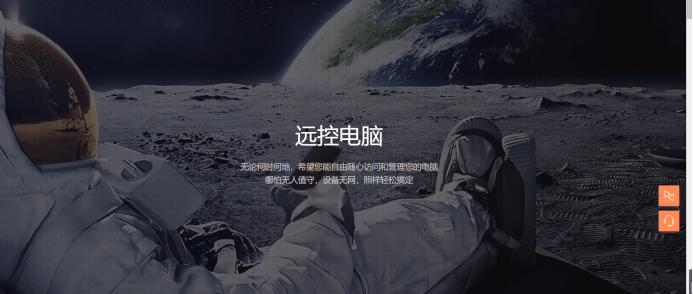 远控电脑
无论何时何地，希望您能自由随心访问和管理您的电脑
哪怕无人值守，设备无网，照样轻松搞定